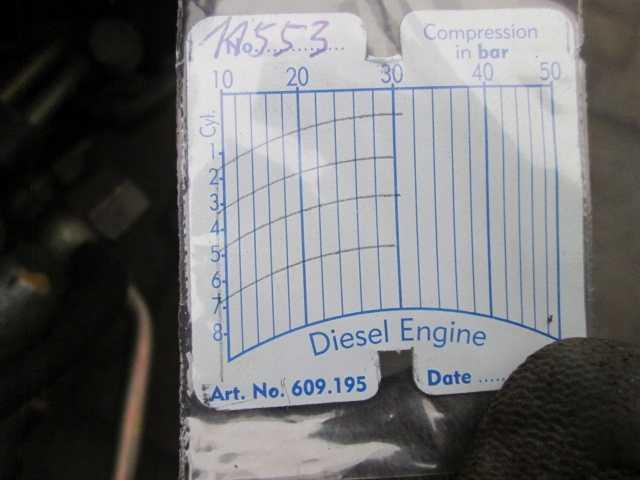 No. 1A553
Compression
in bar
10 20 30 40 50
Cyl.
1
2
3
4
5
6
7
8
Diesel Engine
Art. No. 609.195
Date .....